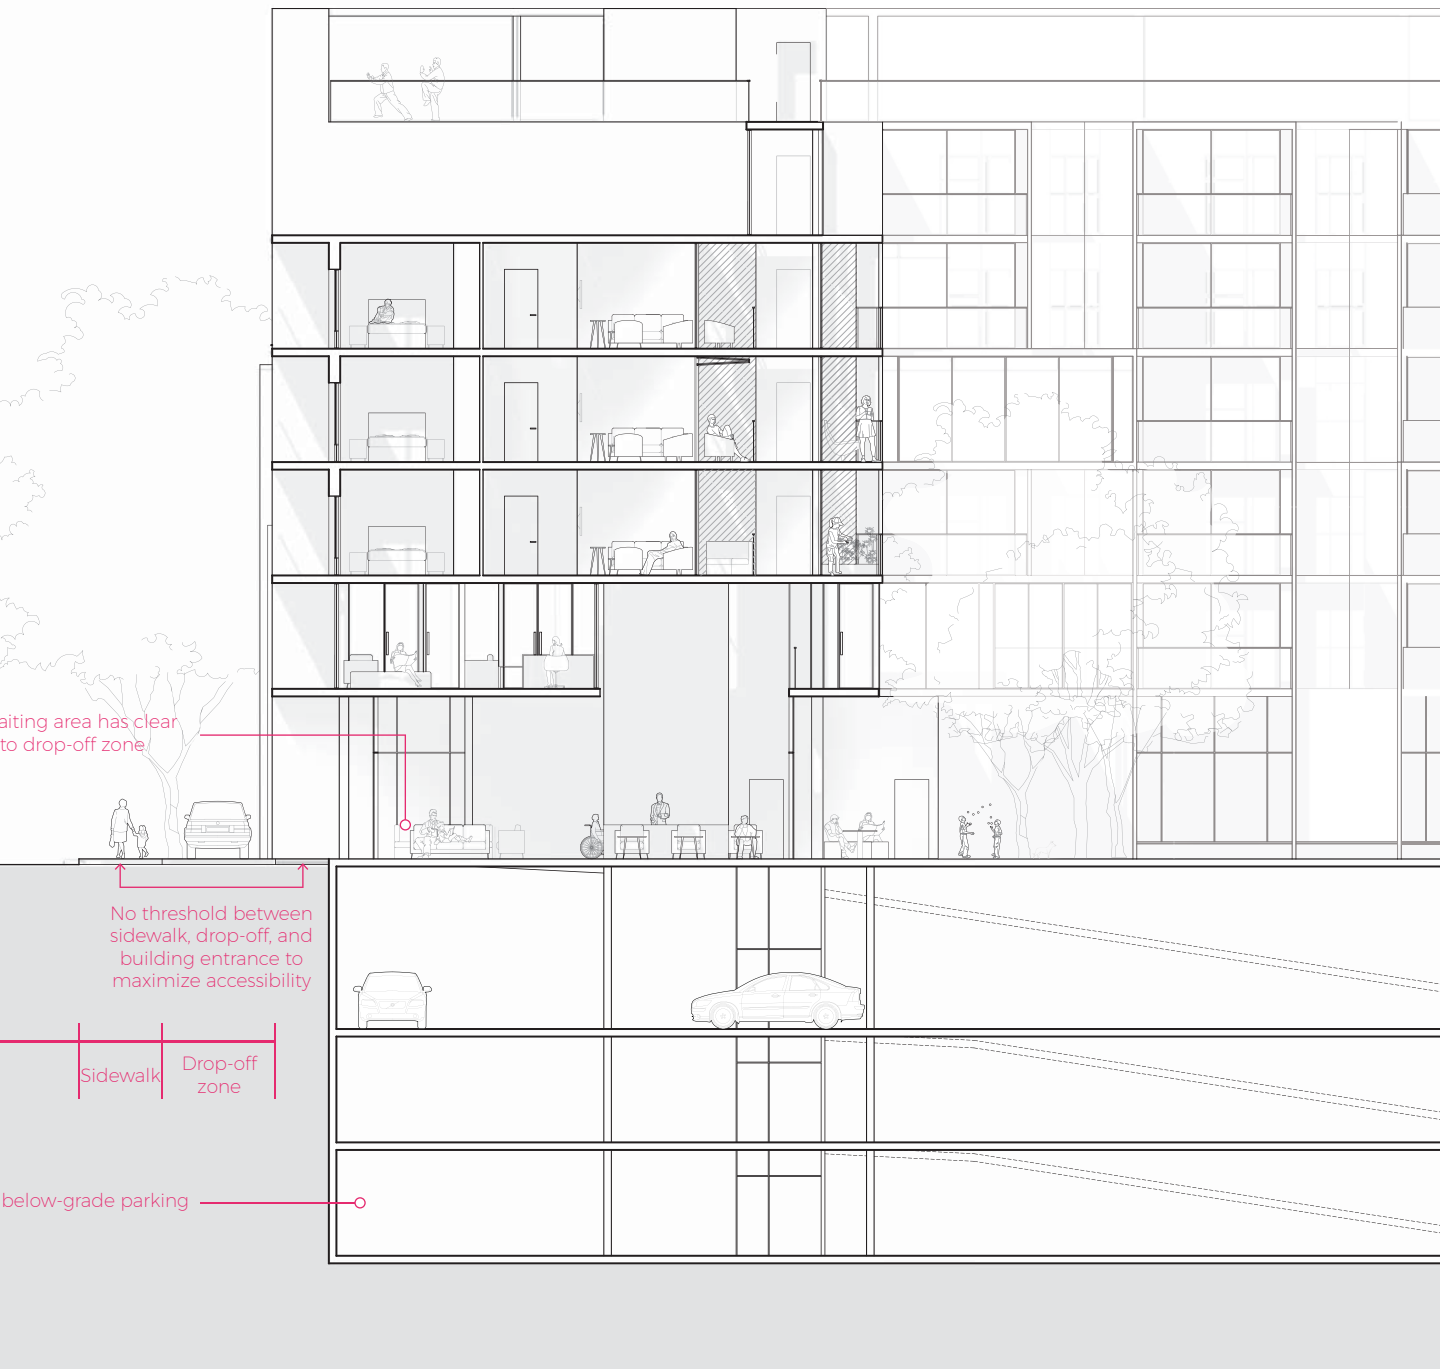 aiting area has clear
to drop-off zone
No threshold between
sidewalk, drop-off, and
building entrance to
maximize accessibility
Sidewalk
Drop-off
zone
below-grade parking